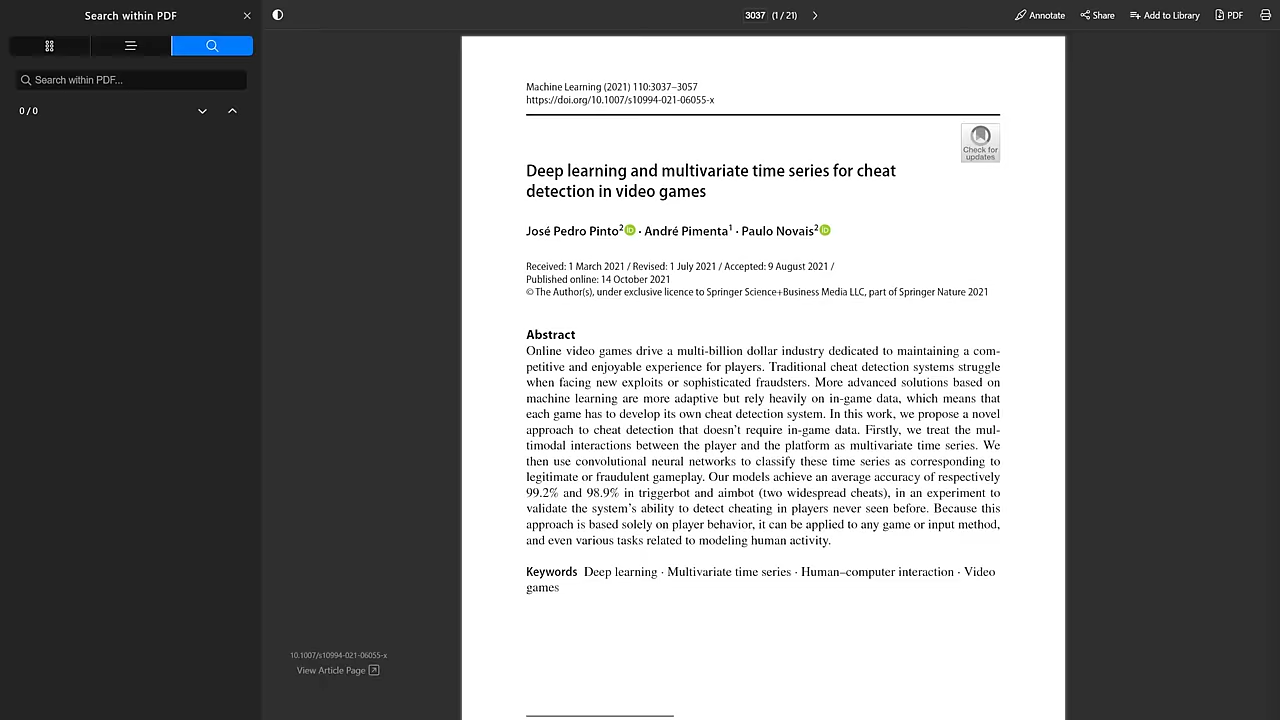 Search within PDF
3037 (1 / 21)
Annotate
Share
Add to Library
PDF
Search within PDF...
0 / 0
Machine Learning (2021) 110:3037–3057
https://doi.org/10.1007/s10994-021-06055-x
Check for
updates
Deep learning and multivariate time series for cheat
detection in video games
José Pedro Pinto2 iD · André Pimenta1 · Paulo Novais2 iD
Received: 1 March 2021 / Revised: 1 July 2021 / Accepted: 9 August 2021 /
Published online: 14 October 2021
© The Author(s), under exclusive licence to Springer Science+Business Media LLC, part of Springer Nature 2021
Abstract
Online video games drive a multi-billion dollar industry dedicated to maintaining a com-
petitive and enjoyable experience for players. Traditional cheat detection systems struggle
when facing new exploits or sophisticated fraudsters. More advanced solutions based on
machine learning are more adaptive but rely heavily on in-game data, which means that
each game has to develop its own cheat detection system. In this work, we propose a novel
approach to cheat detection that doesn't require in-game data. Firstly, we treat the mul-
timodal interactions between the player and the platform as multivariate time series. We
then use convolutional neural networks to classify these time series as corresponding to
legitimate or fraudulent gameplay. Our models achieve an average accuracy of respectively
99.2% and 98.9% in triggerbot and aimbot (two widespread cheats), in an experiment to
validate the system's ability to detect cheating in players never seen before. Because this
approach is based solely on player behavior, it can be applied to any game or input method,
and even various tasks related to modeling human activity.
Keywords Deep learning · Multivariate time series · Human–computer interaction · Video
games
10.1007/s10994-021-06055-x
View Article Page